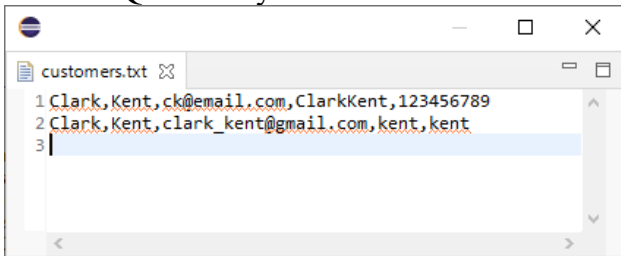 customers.txt
1 Clark,Kent,ck@email.com,ClarkKent,123456789
2 Clark,Kent,clark_kent@gmail.com,kent,kent
3